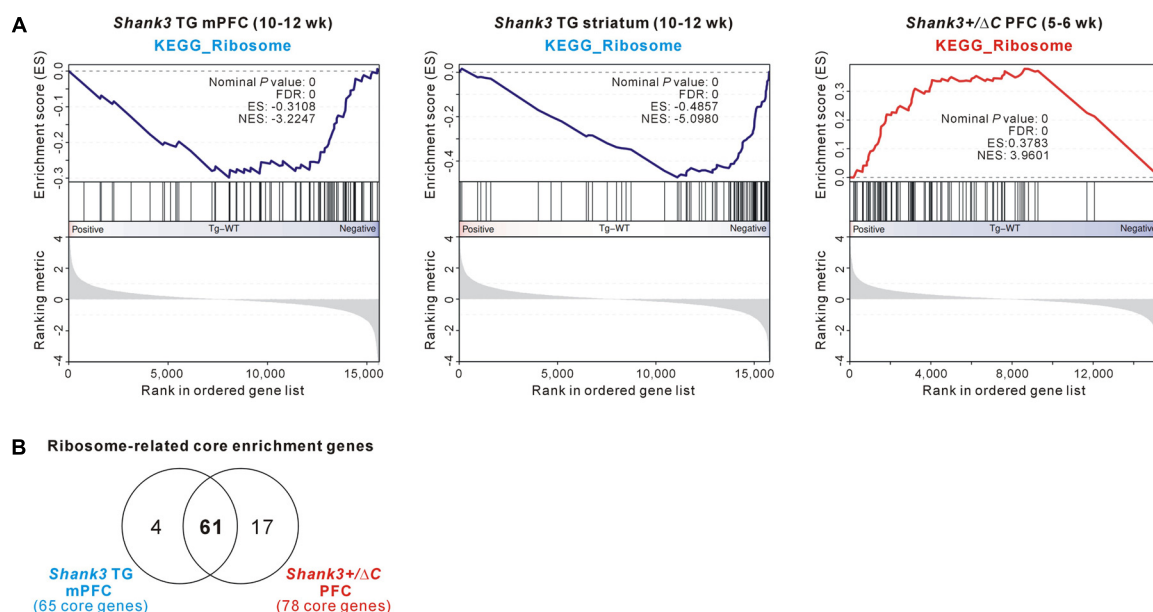 A
Shank3 TG mPFC (10-12 wk)
KEGG_Ribosome
Enrichment score (ES)
0.0
-0.1
-0.2
-0.3
Nominal P value: 0
FDR: 0
ES: -0.3108
NES: -3.2247
Positive
Tg–WT
Negative
Ranking metric
4
2
0
-2
-4
0
5,000
10,000
15,000
Rank in ordered gene list
Shank3 TG striatum (10-12 wk)
KEGG_Ribosome
Enrichment score (ES)
0.0
-0.2
-0.4
Nominal P value: 0
FDR: 0
ES: -0.4857
NES: -5.0980
Positive
Tg–WT
Negative
Ranking metric
4
2
0
-2
-4
0
5,000
10,000
15,000
Rank in ordered gene list
Shank3+/ΔC PFC (5-6 wk)
KEGG_Ribosome
Enrichment score (ES)
0.3
0.2
0.1
0.0
Nominal P value: 0
FDR: 0
ES:0.3783
NES: 3.9601
Positive
Tg–WT
Negative
Ranking metric
4
2
0
-2
-4
0
4,000
8,000
12,000
Rank in ordered gene list
B
Ribosome-related core enrichment genes
4
61
17
Shank3 TG
mPFC
(65 core genes)
Shank3+/ΔC
PFC
(78 core genes)